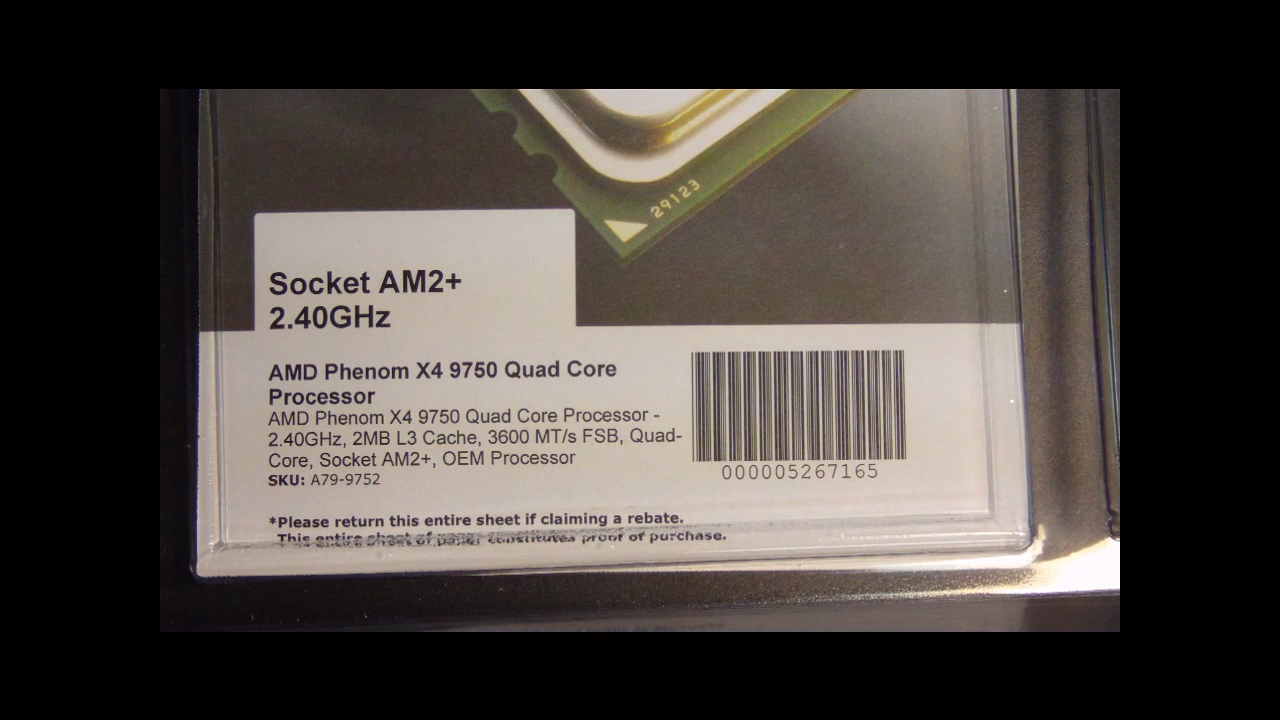 29123
Socket AM2+
2.40GHz
AMD Phenom X4 9750 Quad Core
Processor
AMD Phenom X4 9750 Quad Core Processor -
2.40GHz, 2MB L3 Cache, 3600 MT/s FSB, Quad-
Core, Socket AM2+, OEM Processor
SKU: A79-9752
000005267165
*Please return this entire sheet if claiming a rebate.
This entire sheet of paper constitutes proof of purchase.